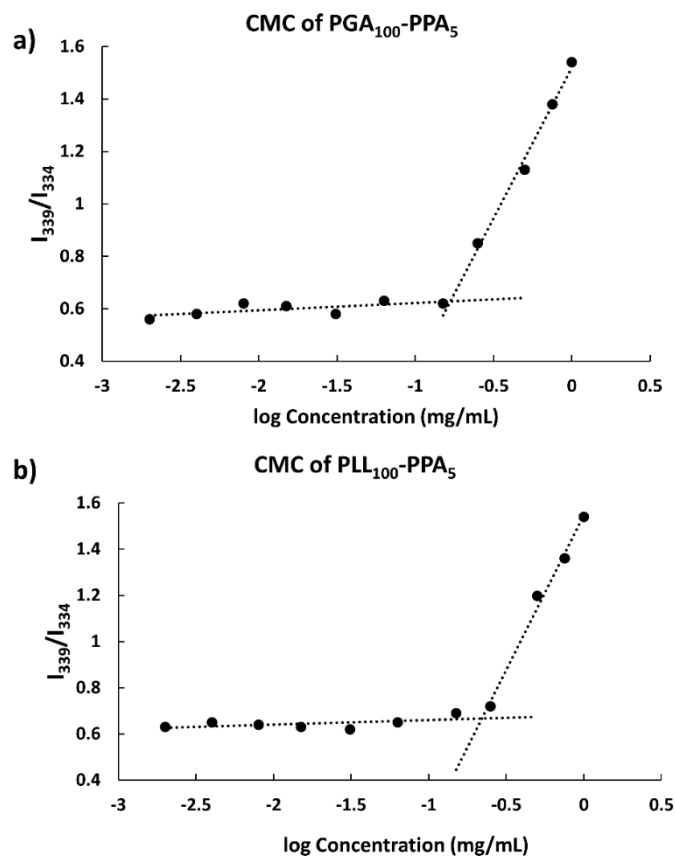 a)
CMC of PGA₁₀₀-PPA₅
1.6
1.4
1.2
1
0.8
0.6
0.4
I₃₃₉/I₃₃₄
-3 -2.5 -2 -1.5 -1 -0.5 0 0.5
log Concentration (mg/mL)
b)
CMC of PLL₁₀₀-PPA₅
1.6
1.4
1.2
1
0.8
0.6
0.4
I₃₃₉/I₃₃₄
-3 -2.5 -2 -1.5 -1 -0.5 0 0.5
log Concentration (mg/mL)